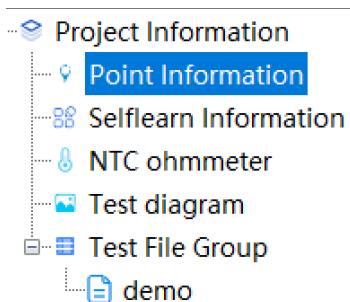 Project Information
Point Information
Selflearn Information
NTC ohmmeter
Test diagram
Test File Group
demo